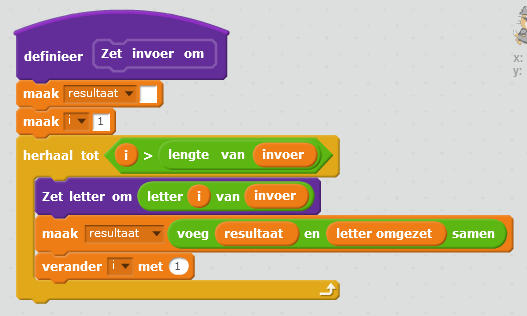 definieer Zet invoer om
maak resultaat
maak i 1
herhaal tot i > lengte van invoer
Zet letter om letter i van invoer
maak resultaat voeg resultaat en letter omgezet samen
verander i met 1
x:
y: